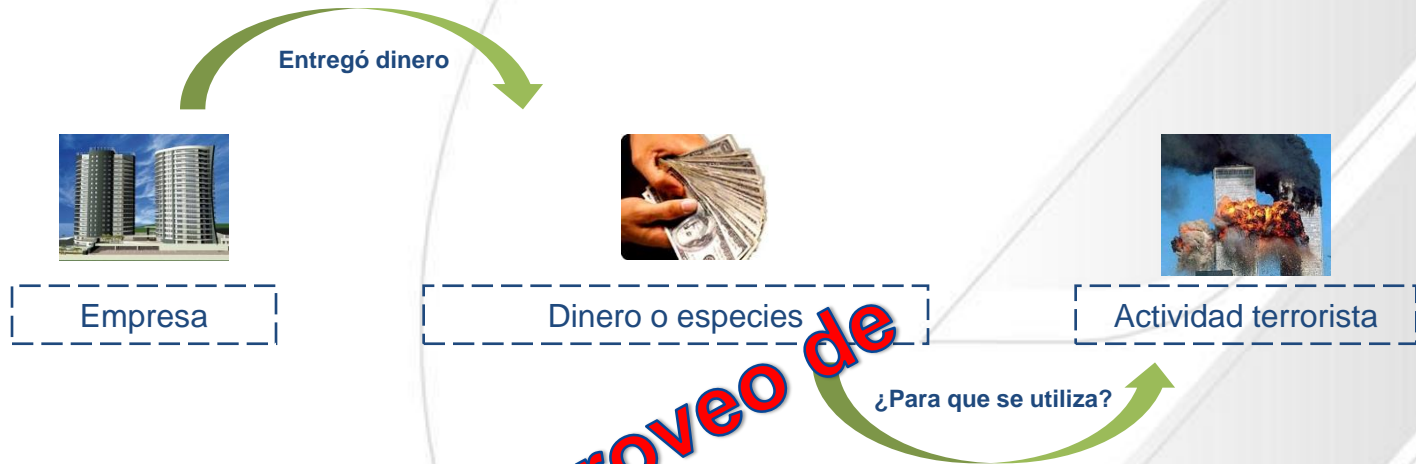 Entregó dinero
Empresa
Dinero o especies
Actividad terrorista
roveo de
¿Para que se utiliza?